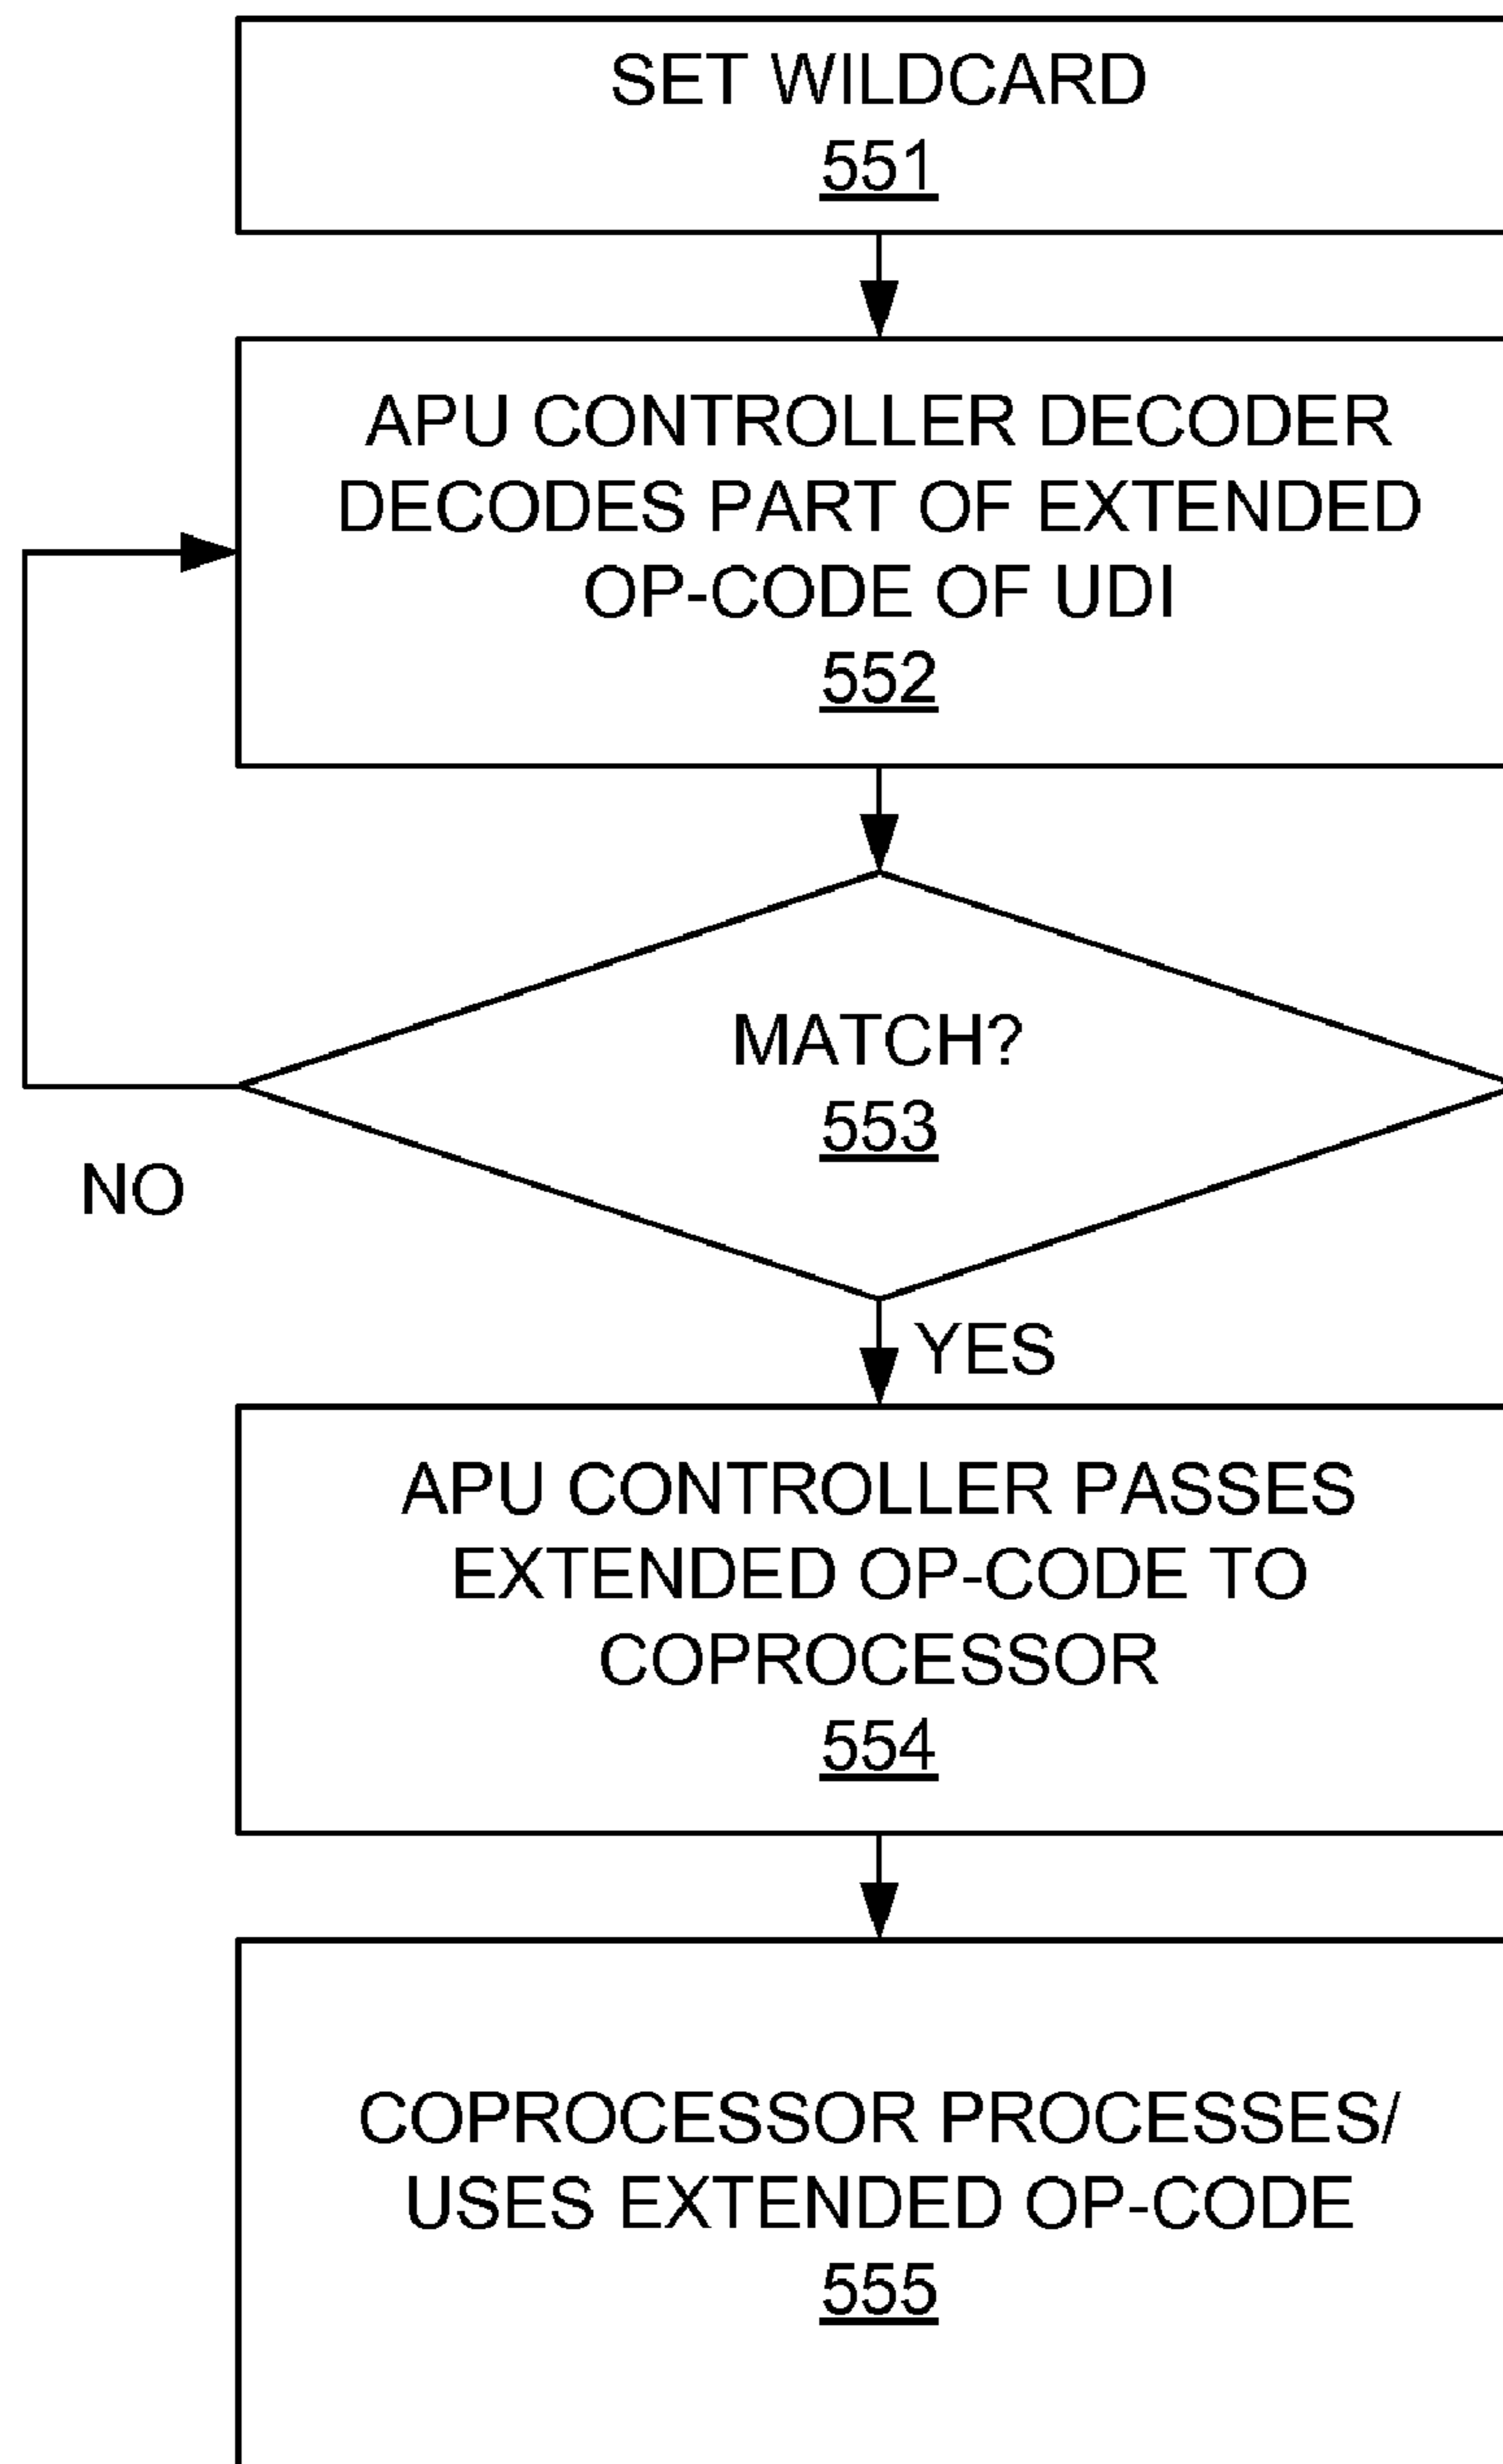 SET WILDCARD
551
APU CONTROLLER DECODER
DECODES PART OF EXTENDED
OP-CODE OF UDI
552
MATCH?
553
NO
YES
APU CONTROLLER PASSES
EXTENDED OP-CODE TO
COPROCESSOR
554
COPROCESSOR PROCESSES/
USES EXTENDED OP-CODE
555